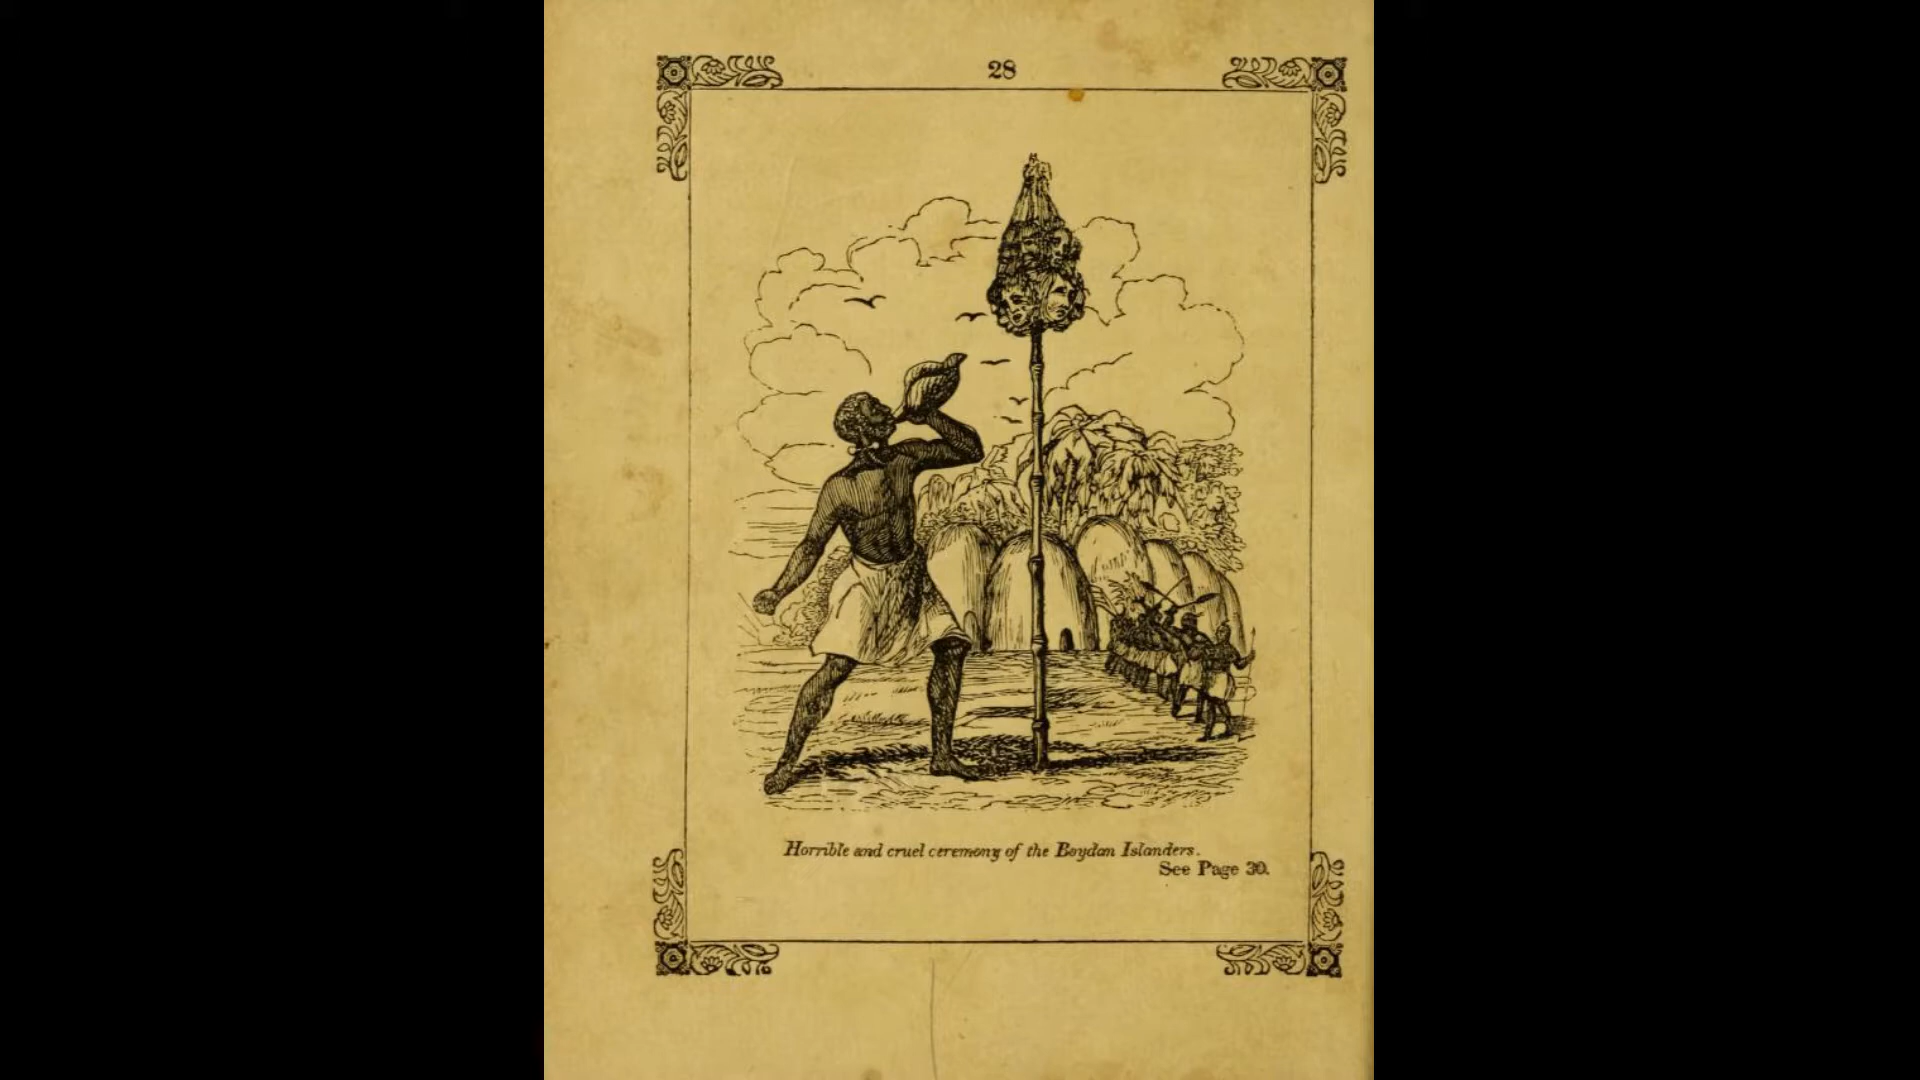 28
Horrible and cruel ceremony of the Boydan Islanders.
See Page 30.